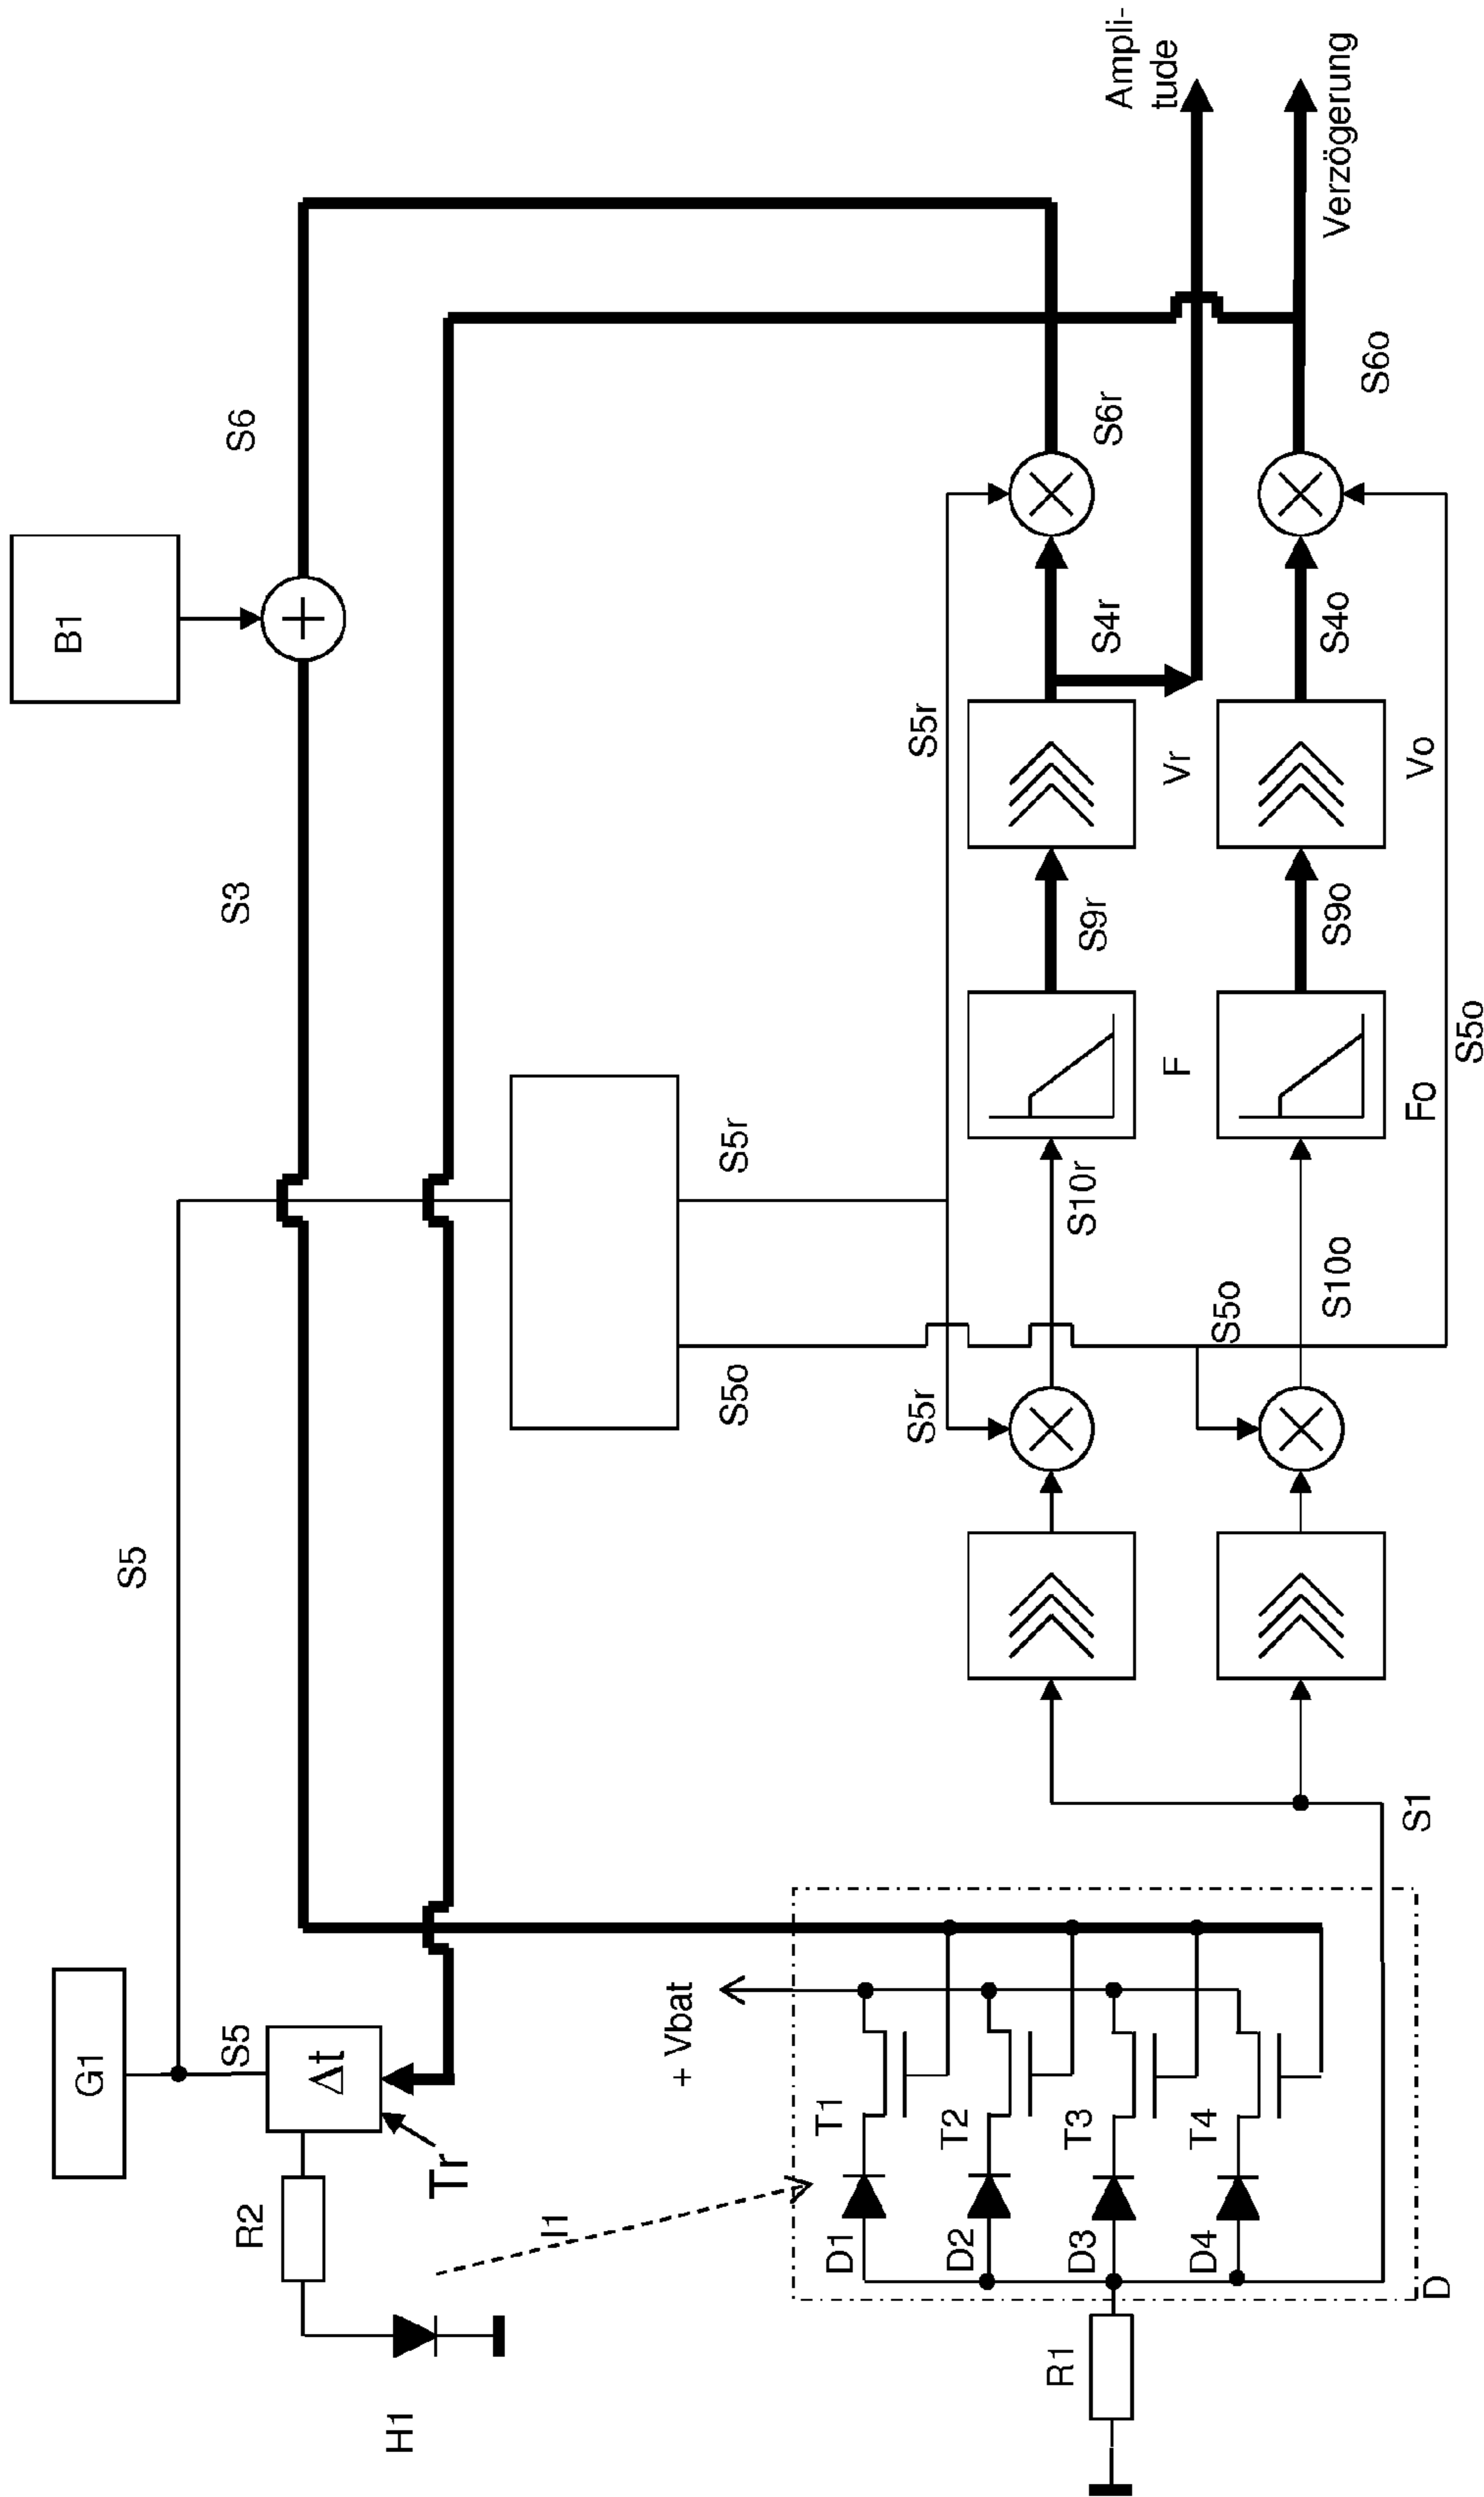 G1
S5
S5
Δt
Tr
R2
H1
I1
S3
B1
S6
S5r
S5o
S5r
S5r
S5o
S10r
S10o
F
Fo
S5o
S9r
S9o
Vr
Vo
S4r
S4o
S6r
S6o
Ampli-
tude
Verzögerung
+ Vbat
T1
T2
T3
T4
D1
D2
D3
D4
D
R1
S1